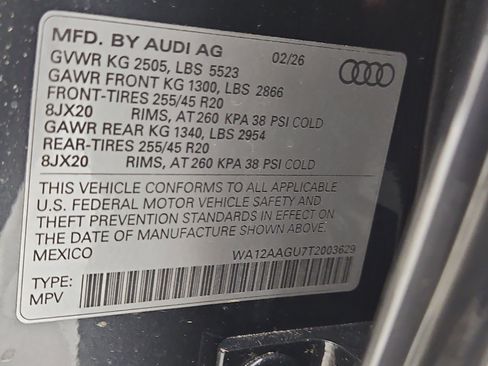 MFD. BY AUDI AG 02/26
GVWR KG 2505, LBS 5523
GAWR FRONT KG 1300, LBS 2866
FRONT-TIRES 255/45 R20
8JX20 RIMS, AT 260 KPA 38 PSI COLD
GAWR REAR KG 1340, LBS 2954
REAR-TIRES 255/45 R20
8JX20 RIMS, AT 260 KPA 38 PSI COLD
THIS VEHICLE CONFORMS TO ALL APPLICABLE
U.S. FEDERAL MOTOR VEHICLE SAFETY AND
THEFT PREVENTION STANDARDS IN EFFECT ON
THE DATE OF MANUFACTURE SHOWN ABOVE.
MEXICO WA12AAGU7T2003629
TYPE:
MPV